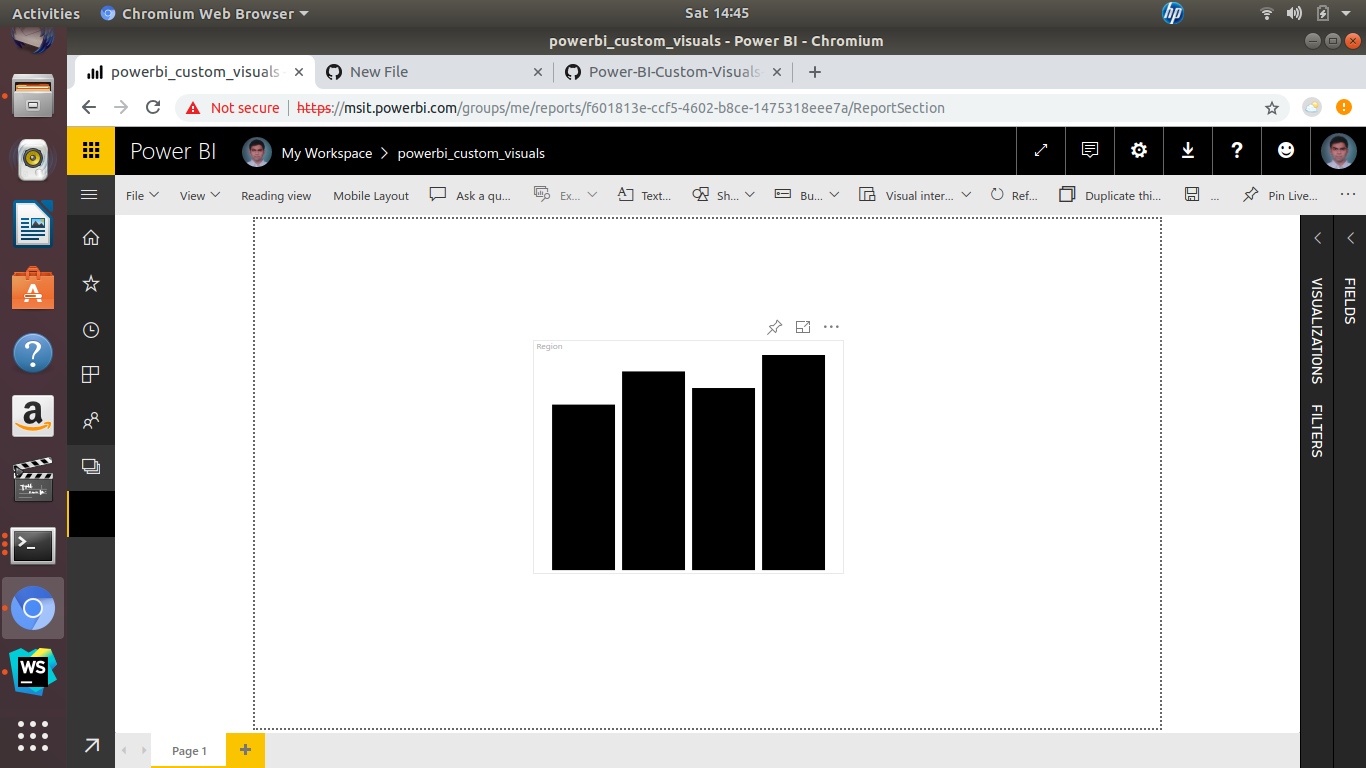 Activities
Chromium Web Browser
Sat 14:45
powerbi_custom_visuals - Power BI - Chromium
powerbi_custom_visuals
New File
Power-BI-Custom-Visuals
Not secure
https://msit.powerbi.com/groups/me/reports/f601813e-ccf5-4602-b8ce-1475318eee7a/ReportSection
Power BI
My Workspace
powerbi_custom_visuals
File
View
Reading view
Mobile Layout
Ask a qu...
Ex...
Text...
Sh...
Bu...
Visual inter...
Ref...
Duplicate thi...
...
Pin Live...
Region
VISUALIZATIONS
FILTERS
FIELDS
WS
Page 1